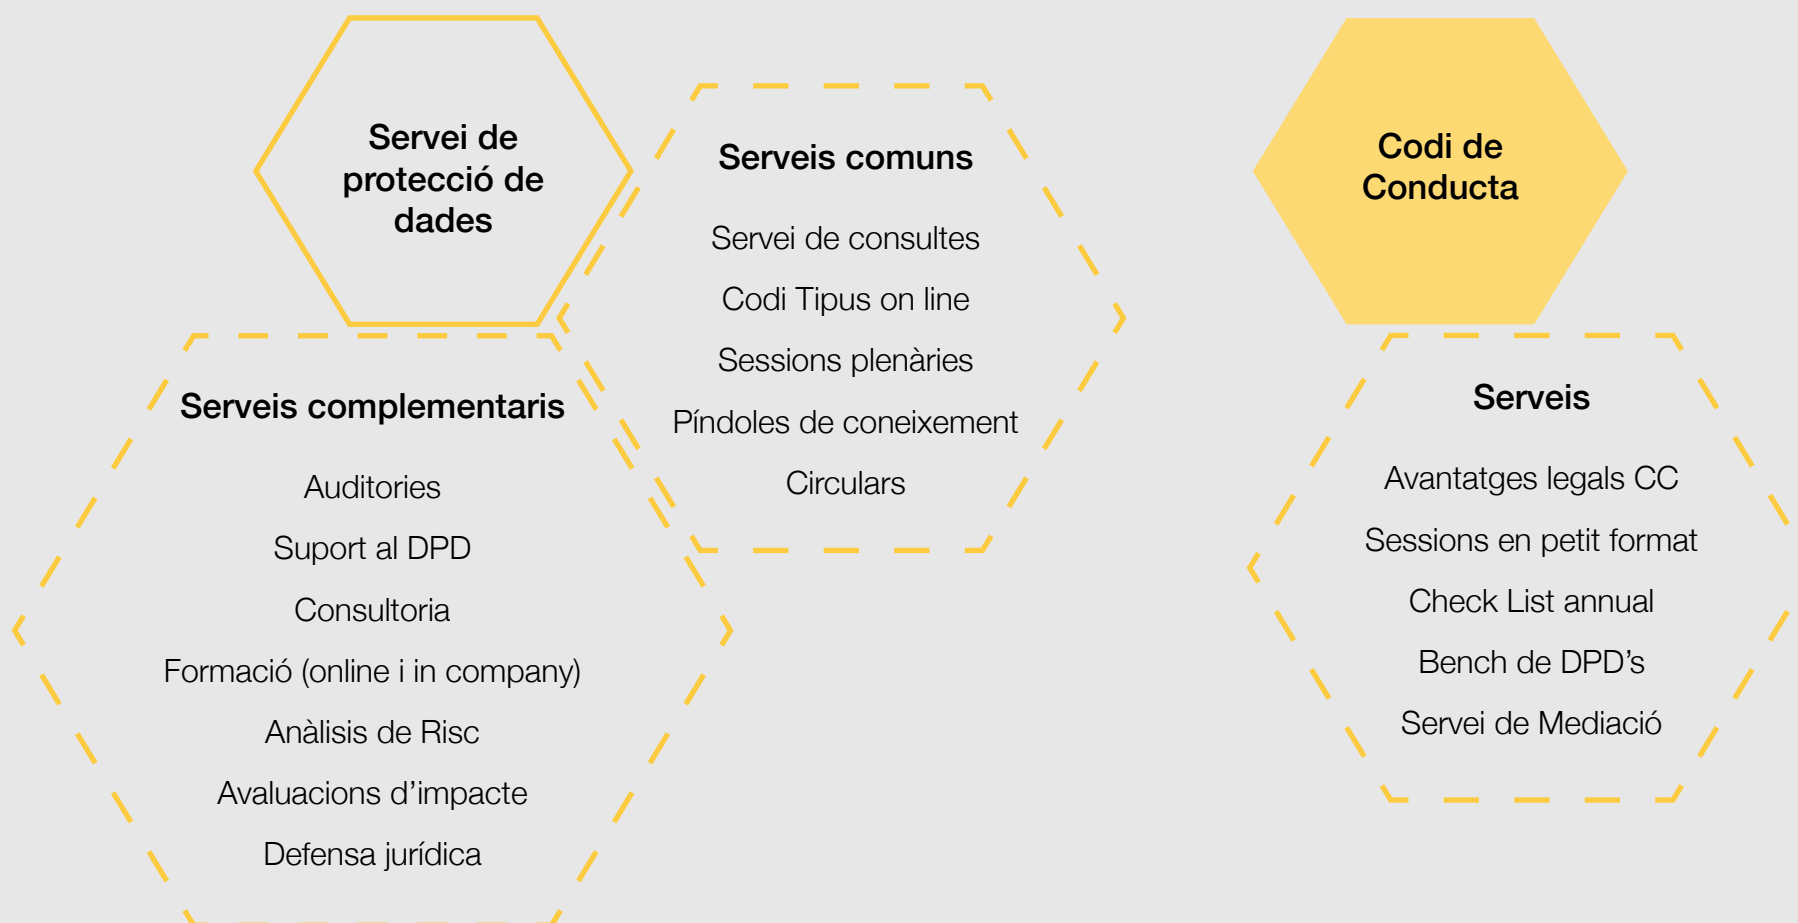 Servei de
protecció de
dades
Serveis comuns
Servei de consultes
Codi Tipus on line
Sessions plenàries
Píndoles de coneixement
Circulars
Serveis complementaris
Auditories
Suport al DPD
Consultoria
Formació (online i in company)
Anàlisis de Risc
Avaluacions d’impacte
Defensa jurídica
Codi de
Conducta
Serveis
Avantatges legals CC
Sessions en petit format
Check List annual
Bench de DPD’s
Servei de Mediació